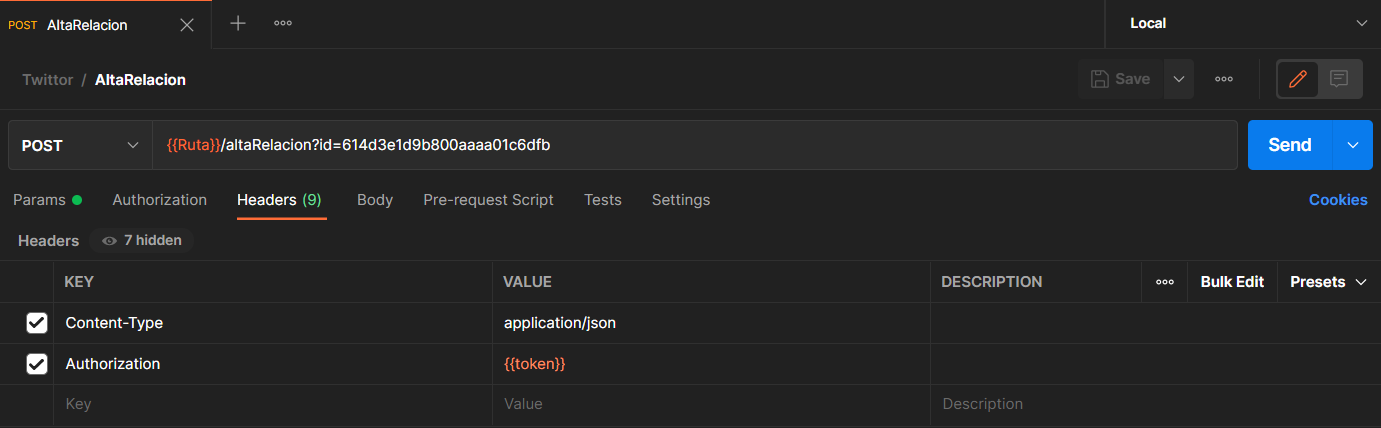 POST AltaRelacion
Local
Twittor / AltaRelacion
Save
POST {{Ruta}}/altaRelacion?id=614d3e1d9b800aaaa01c6dfb Send
Params Authorization Headers (9) Body Pre-request Script Tests Settings Cookies
Headers 7 hidden
KEY VALUE DESCRIPTION Bulk Edit Presets
Content-Type application/json
Authorization {{token}}
Key Value Description